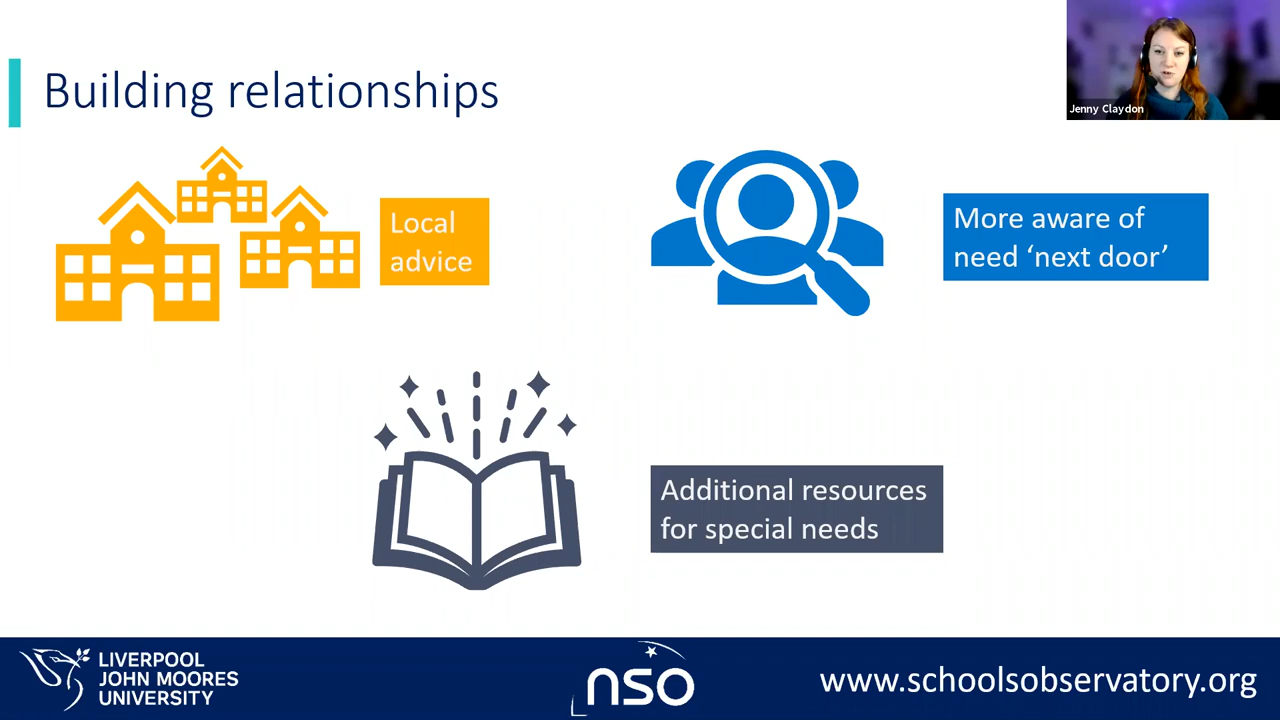 Building relationships
Jenny Claydon
Local
advice
More aware of
need ‘next door’
Additional resources
for special needs
LIVERPOOL
JOHN MOORES
UNIVERSITY
nso
www.schoolsobservatory.org